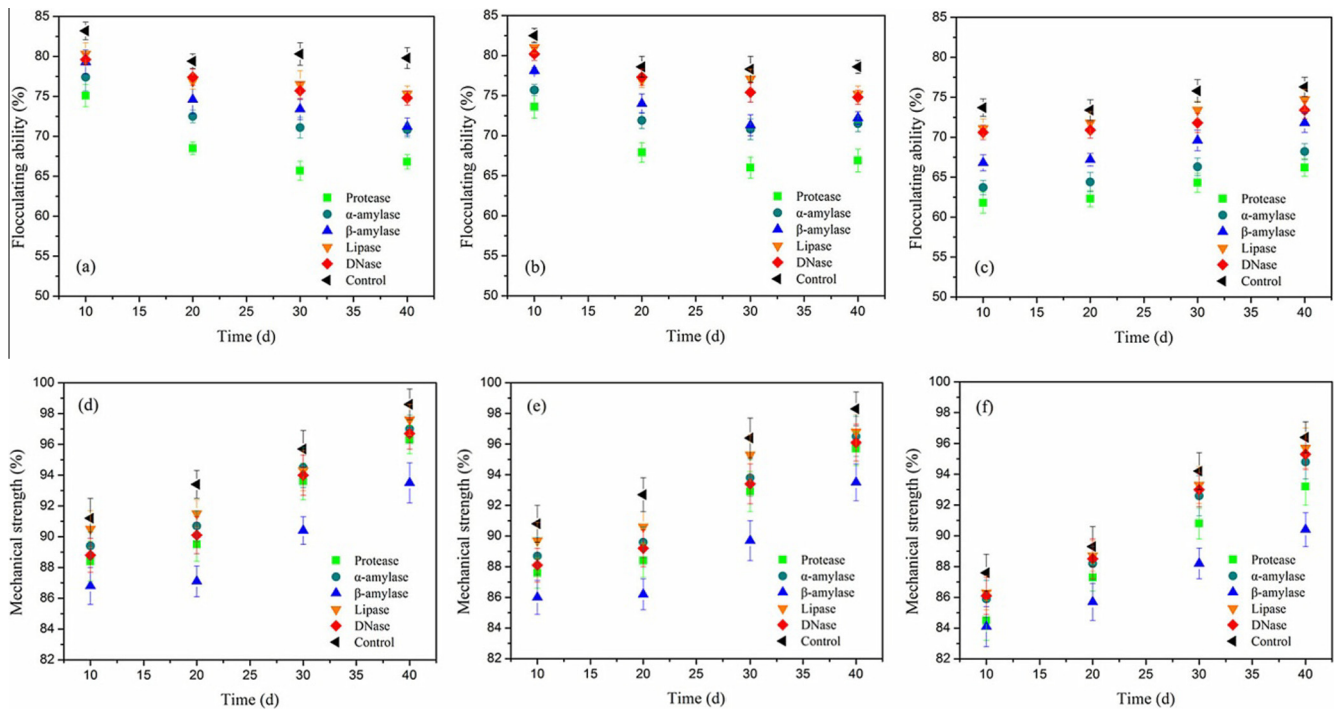 85
80
75
70
65
60
55
50
Flocculating ability (%)
(a)
Protease
α-amylase
β-amylase
Lipase
DNase
Control
10 15 20 25 30 35 40
Time (d)
85
80
75
70
65
60
55
50
Flocculating ability (%)
(b)
Protease
α-amylase
β-amylase
Lipase
DNase
Control
10 15 20 25 30 35 40
Time (d)
85
80
75
70
65
60
55
50
Flocculating ability (%)
(c)
Protease
α-amylase
β-amylase
Lipase
DNase
Control
10 15 20 25 30 35 40
Time (d)
100
98
96
94
92
90
88
86
84
82
Mechanical strength (%)
(d)
Protease
α-amylase
β-amylase
Lipase
DNase
Control
10 15 20 25 30 35 40
Time (d)
100
98
96
94
92
90
88
86
84
82
Mechanical strength (%)
(e)
Protease
α-amylase
β-amylase
Lipase
DNase
Control
10 15 20 25 30 35 40
Time (d)
100
98
96
94
92
90
88
86
84
82
Mechanical strength (%)
(f)
Protease
α-amylase
β-amylase
Lipase
DNase
Control
10 15 20 25 30 35 40
Time (d)